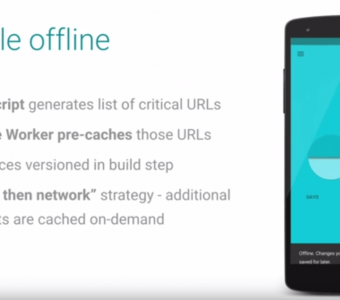 le offline
cript generates list of critical URLs
e Worker pre-caches those URLs
ces versioned in build step
then network” strategy - additional
ts are cached on-demand
SAVE
Offline. Changes
saved for later.